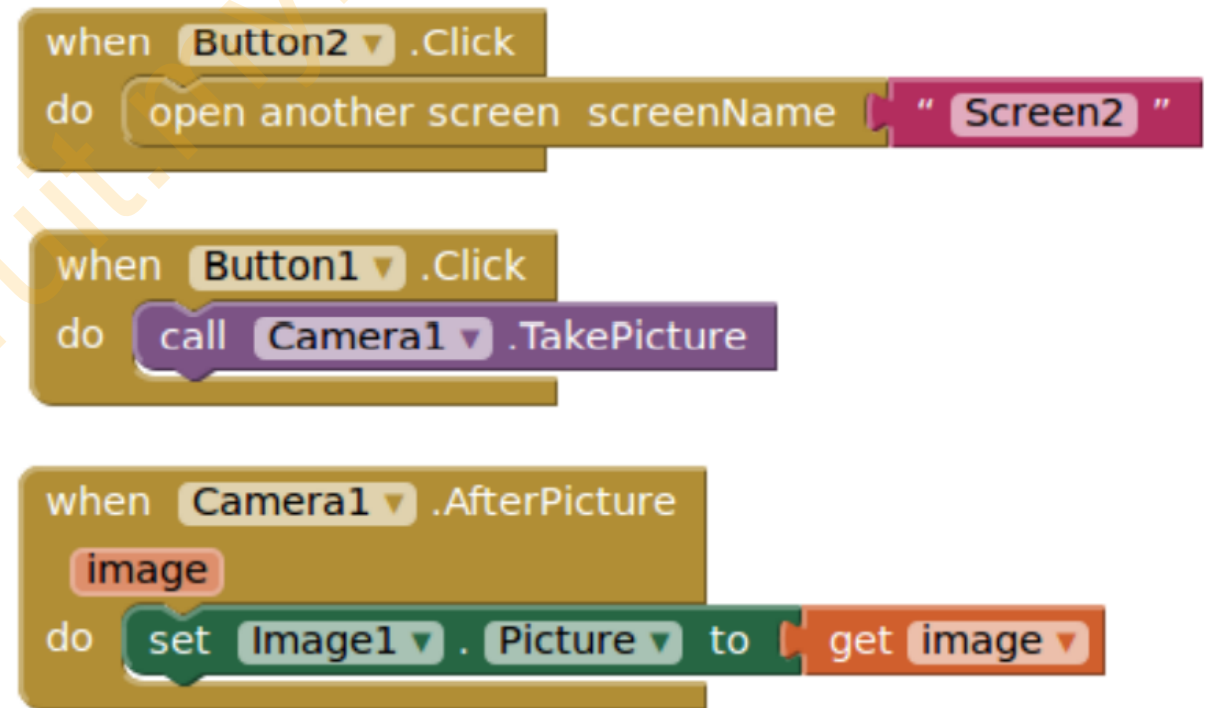 when Button2 .Click
do open another screen screenName “ Screen2 ”
when Button1 .Click
do call Camera1 .TakePicture
when Camera1 .AfterPicture
image
do set Image1 . Picture to get image